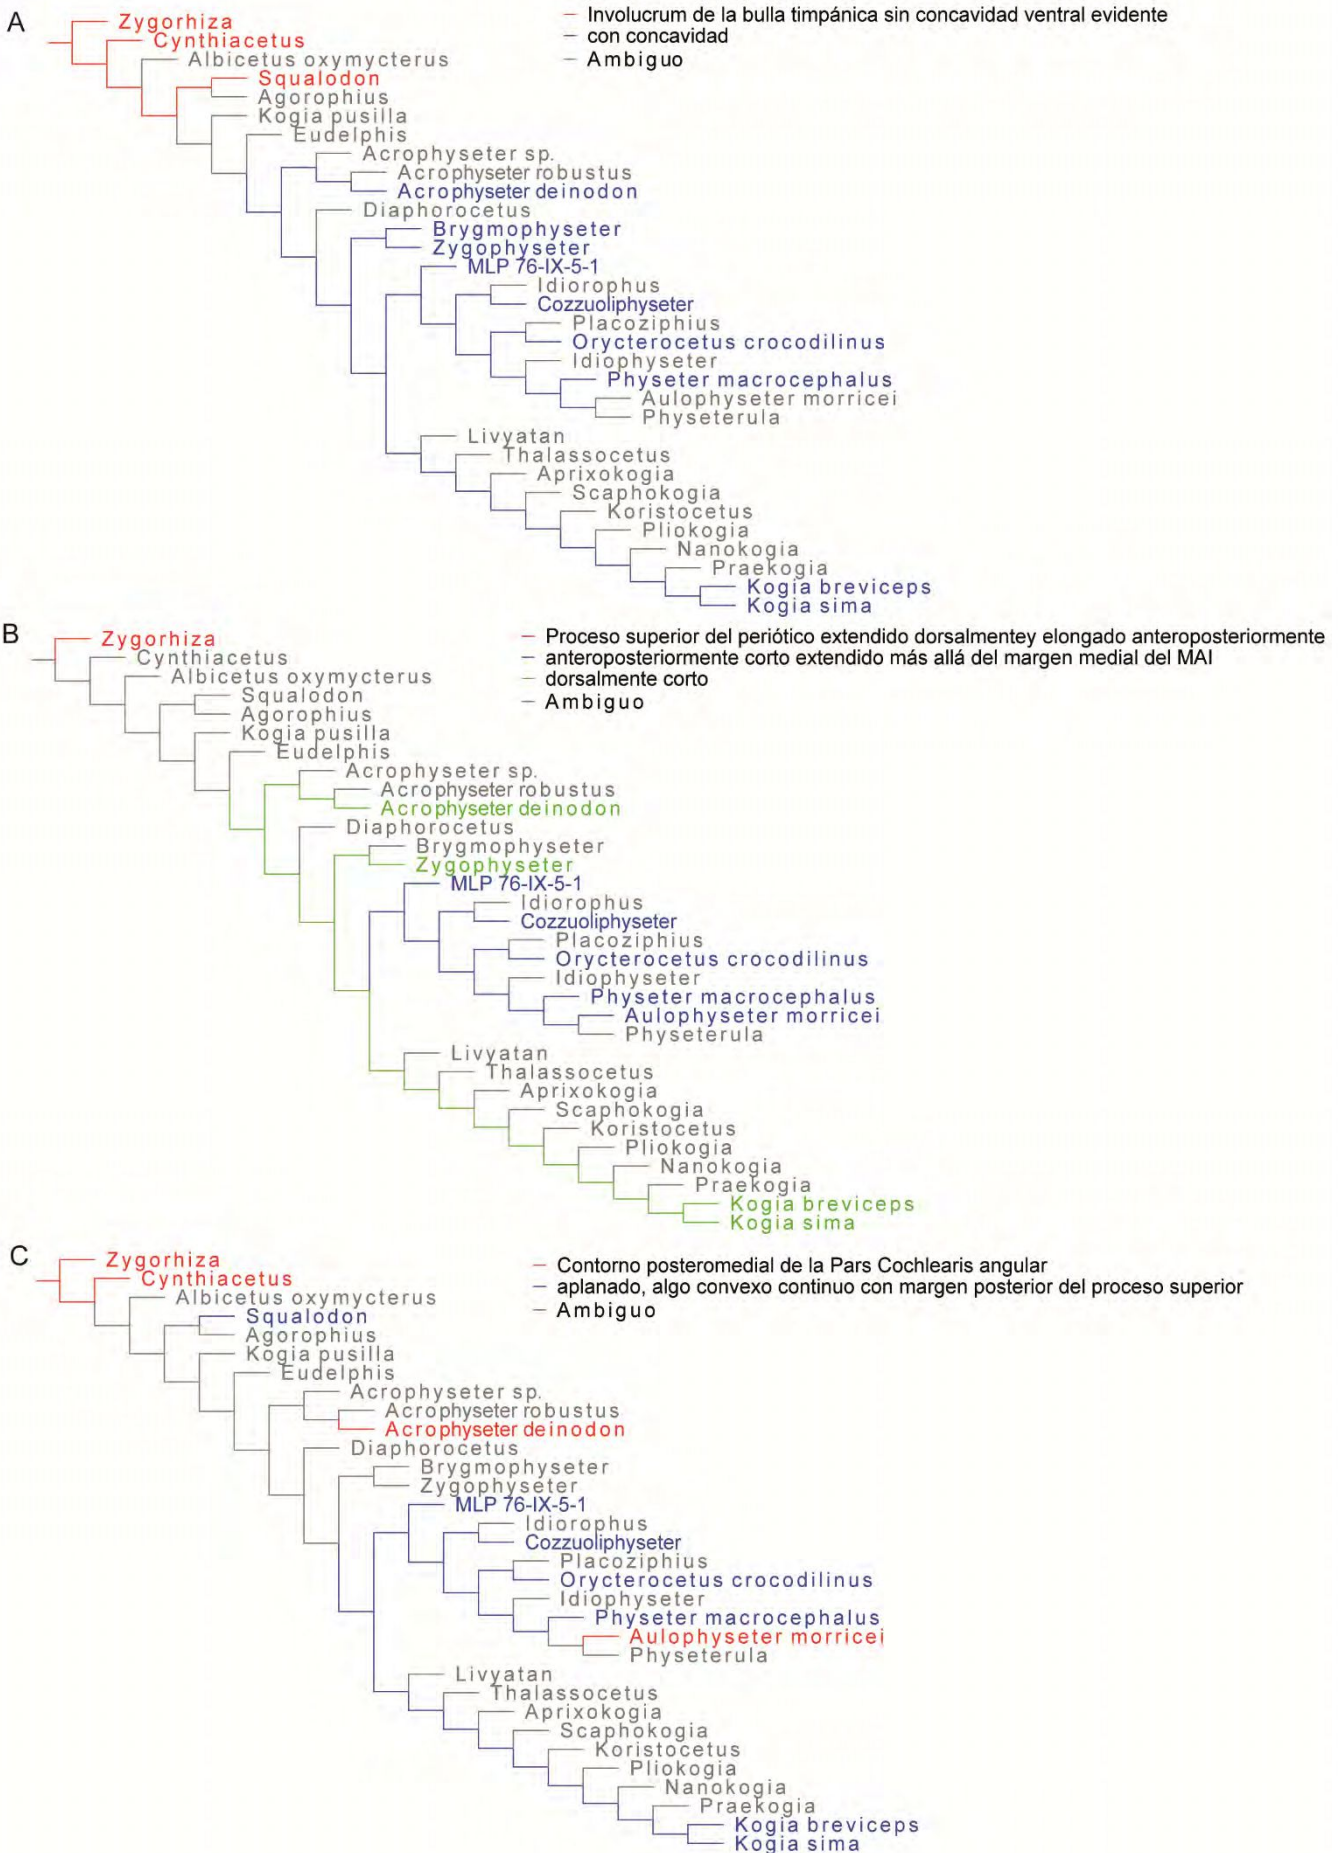 A
Zygorhiza
Cynthiacetus
Albicetus oxymycterus
Squalodon
Agorophius
Kogia pusilla
Eudelphis
Acrophyseter sp.
Acrophyseter robustus
Acrophyseter deinodon
Diaphorocetus
Brygmophyseter
Zygophyseter
MLP 76-IX-5-1
Idiorophus
Cozzuoliphyseter
Placoziphius
Orycterocetus crocodilinus
Idiophyseter
Physeter macrocephalus
Aulophyseter morricei
Physeterula
Livyatan
Thalassocetus
Aprixokogia
Scaphokogia
Koristocetus
Pliokogia
Nanokogia
Praekogia
Kogia breviceps
Kogia sima
Involucrum de la bulla timpánica sin concavidad ventral evidente
con concavidad
Ambiguo
B
Zygorhiza
Cynthiacetus
Albicetus oxymycterus
Squalodon
Agorophius
Kogia pusilla
Eudelphis
Acrophyseter sp.
Acrophyseter robustus
Acrophyseter deinodon
Diaphorocetus
Brygmophyseter
Zygophyseter
MLP 76-IX-5-1
Idiorophus
Cozzuoliphyseter
Placoziphius
Orycterocetus crocodilinus
Idiophyseter
Physeter macrocephalus
Aulophyseter morricei
Physeterula
Livyatan
Thalassocetus
Aprixokogia
Scaphokogia
Koristocetus
Pliokogia
Nanokogia
Praekogia
Kogia breviceps
Kogia sima
Proceso superior del periótico extendido dorsalmentey elongado anteroposteriormente
anteroposteriormente corto extendido más allá del margen medial del MAI
dorsalmente corto
Ambiguo
C
Zygorhiza
Cynthiacetus
Albicetus oxymycterus
Squalodon
Agorophius
Kogia pusilla
Eudelphis
Acrophyseter sp.
Acrophyseter robustus
Acrophyseter deinodon
Diaphorocetus
Brygmophyseter
Zygophyseter
MLP 76-IX-5-1
Idiorophus
Cozzuoliphyseter
Placoziphius
Orycterocetus crocodilinus
Idiophyseter
Physeter macrocephalus
Aulophyseter morricei
Physeterula
Livyatan
Thalassocetus
Aprixokogia
Scaphokogia
Koristocetus
Pliokogia
Nanokogia
Praekogia
Kogia breviceps
Kogia sima
Contorno posteromedial de la Pars Cochlearis angular
aplanado, algo convexo continuo con margen posterior del proceso superior
Ambiguo